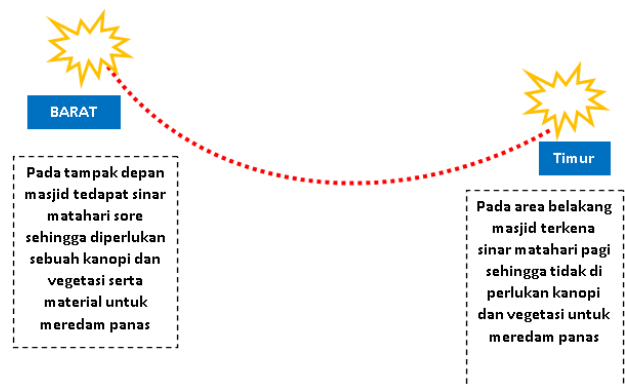 BARAT
Pada tampak depan
masjid tedapat sinar
matahari sore
sehingga diperlukan
sebuah kanopi dan
vegetasi serta
material untuk
meredam panas
Timur
Pada area belakang
masjid terkena
sinar matahari pagi
sehingga tidak di
perlukan kanopi
dan vegetasi untuk
meredam panas